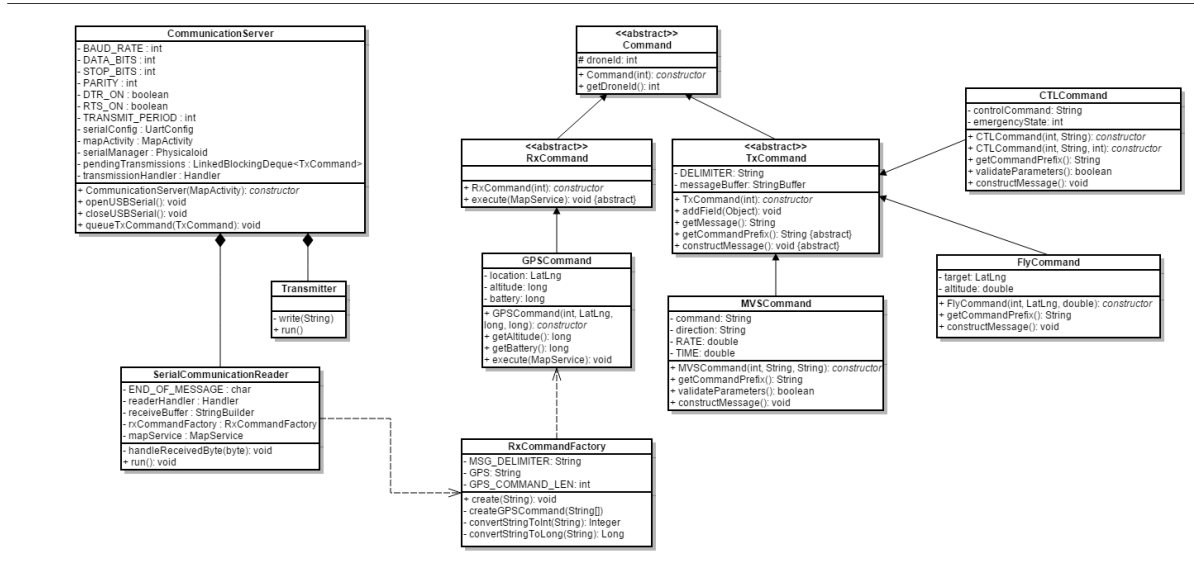 CommunicationServer
- BAUD_RATE : int
- DATA_BITS : int
- STOP_BITS : int
- PARITY : int
- DTR_ON : boolean
- RTS_ON : boolean
- TRANSMIT_PERIOD : int
- serialConfig : UartConfig
- mapActivity : MapActivity
- serialManager : Physicaloid
- pendingTransmissions : LinkedBlockingDeque<TxCommand>
- transmissionHandler : Handler
+ CommunicationServer(MapActivity): constructor
+ openUSBSerial(): void
+ closeUSBSerial(): void
+ queueTxCommand(TxCommand): void
Transmitter
- write(String)
+ run()
SerialCommunicationReader
- END_OF_MESSAGE : char
- readerHandler : Handler
- receiveBuffer : StringBuilder
- rxCommandFactory : RxCommandFactory
- mapService : MapService
- handleReceivedByte(byte): void
+ run(): void
<<abstract>>
Command
# droneId: int
+ Command(int): constructor
+ getDroneId(): int
<<abstract>>
RxCommand
+ RxCommand(int): constructor
+ execute(MapService): void {abstract}
GPSCommand
- location: LatLng
- altitude: long
- battery: long
+ GPSCommand(int, LatLng,
long, long): constructor
+ getAltitude(): long
+ getBattery(): long
+ execute(MapService): void
RxCommandFactory
- MSG_DELIMITER: String
- GPS: String
- GPS_COMMAND_LEN: int
+ create(String): void
- createGPSCommand(String[])
- convertStringToInt(String): Integer
- convertStringToLong(String): Long
<<abstract>>
TxCommand
- DELIMITER: String
- messageBuffer: StringBuffer
+ TxCommand(int): constructor
+ addField(Object): void
+ getMessage(): String
+ getCommandPrefix(): String {abstract}
+ constructMessage(): void {abstract}
MVSCommand
- command: String
- direction: String
- RATE: double
- TIME: double
+ MVSCommand(int, String, String): constructor
+ getCommandPrefix(): String
+ validateParameters(): boolean
+ constructMessage(): void
CTLCommand
- controlCommand: String
- emergencyState: int
+ CTLCommand(int, String): constructor
+ CTLCommand(int, String, int): constructor
+ getCommandPrefix(): String
+ validateParameters(): boolean
+ constructMessage(): void
FlyCommand
- target: LatLng
- altitude: double
+ FlyCommand(int, LatLng, double): constructor
+ getCommandPrefix(): String
+ constructMessage(): void